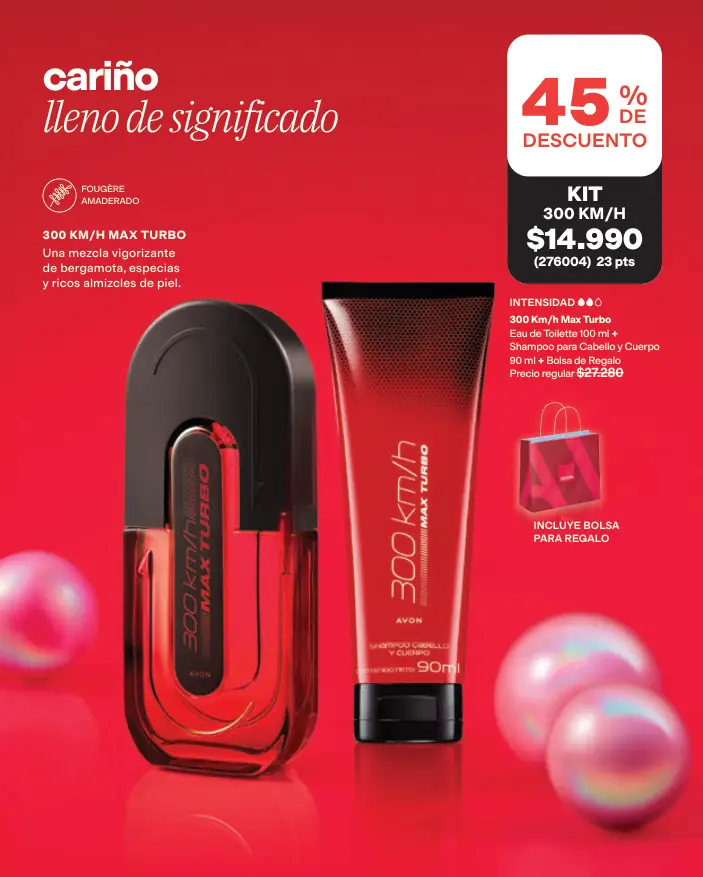 cariño
lleno de significado
FOUGÈRE
AMADERADO
300 KM/H MAX TURBO
Una mezcla vigorizante
de bergamota, especias
y ricos almizcles de piel.
45 %
DE
DESCUENTO
KIT
300 KM/H
$14.990
(276004) 23 pts
INTENSIDAD
300 Km/h Max Turbo
Eau de Toilette 100 ml +
Shampoo para Cabello y Cuerpo
90 ml + Bolsa de Regalo
Precio regular $27.280
INCLUYE BOLSA
PARA REGALO
300 km/h
MAX TURBO
AVON
300 km/h
MAX TURBO
AVON
SHAMPOO CABELLO
Y CUERPO
CONTENIDO NETO: 90ml